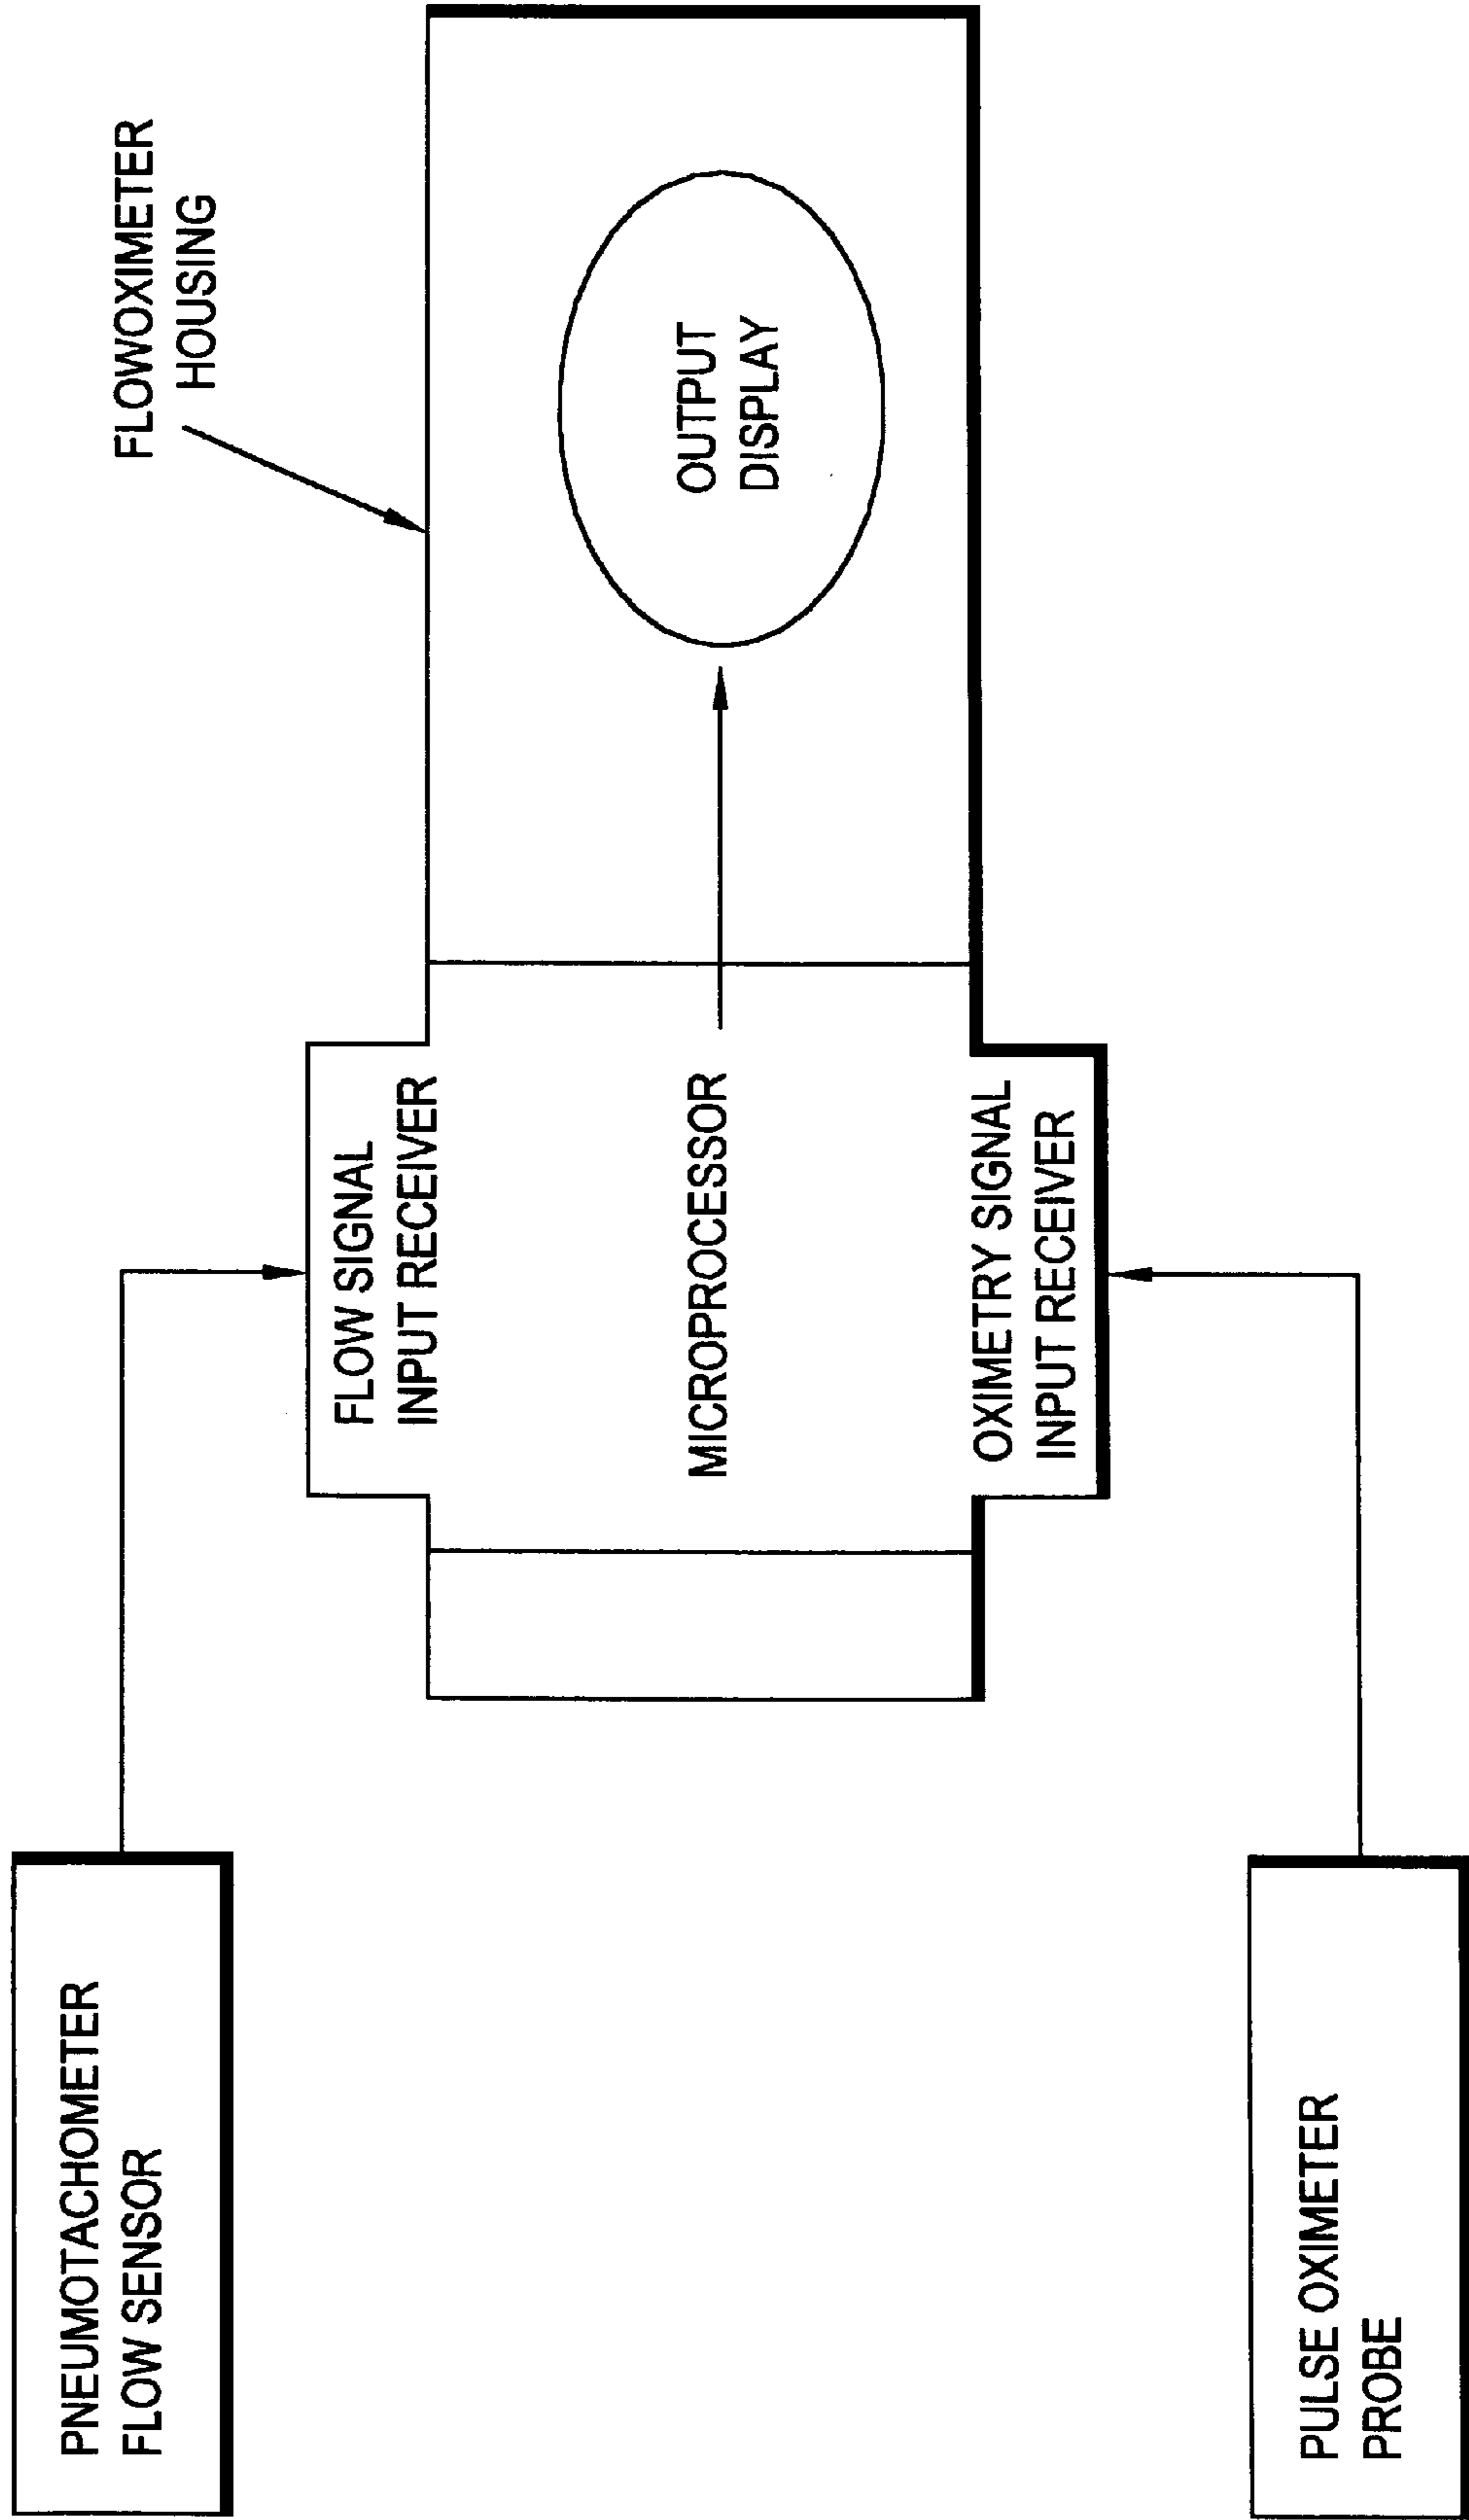 PNEUMOTACHOMETER
FLOW SENSOR
FLOWOXIMETER
HOUSING
FLOW SIGNAL
INPUT RECEIVER
MICROPROCESSOR
OUTPUT
DISPLAY
OXIMETRY SIGNAL
INPUT RECEIVER
PULSE OXIMETER
PROBE